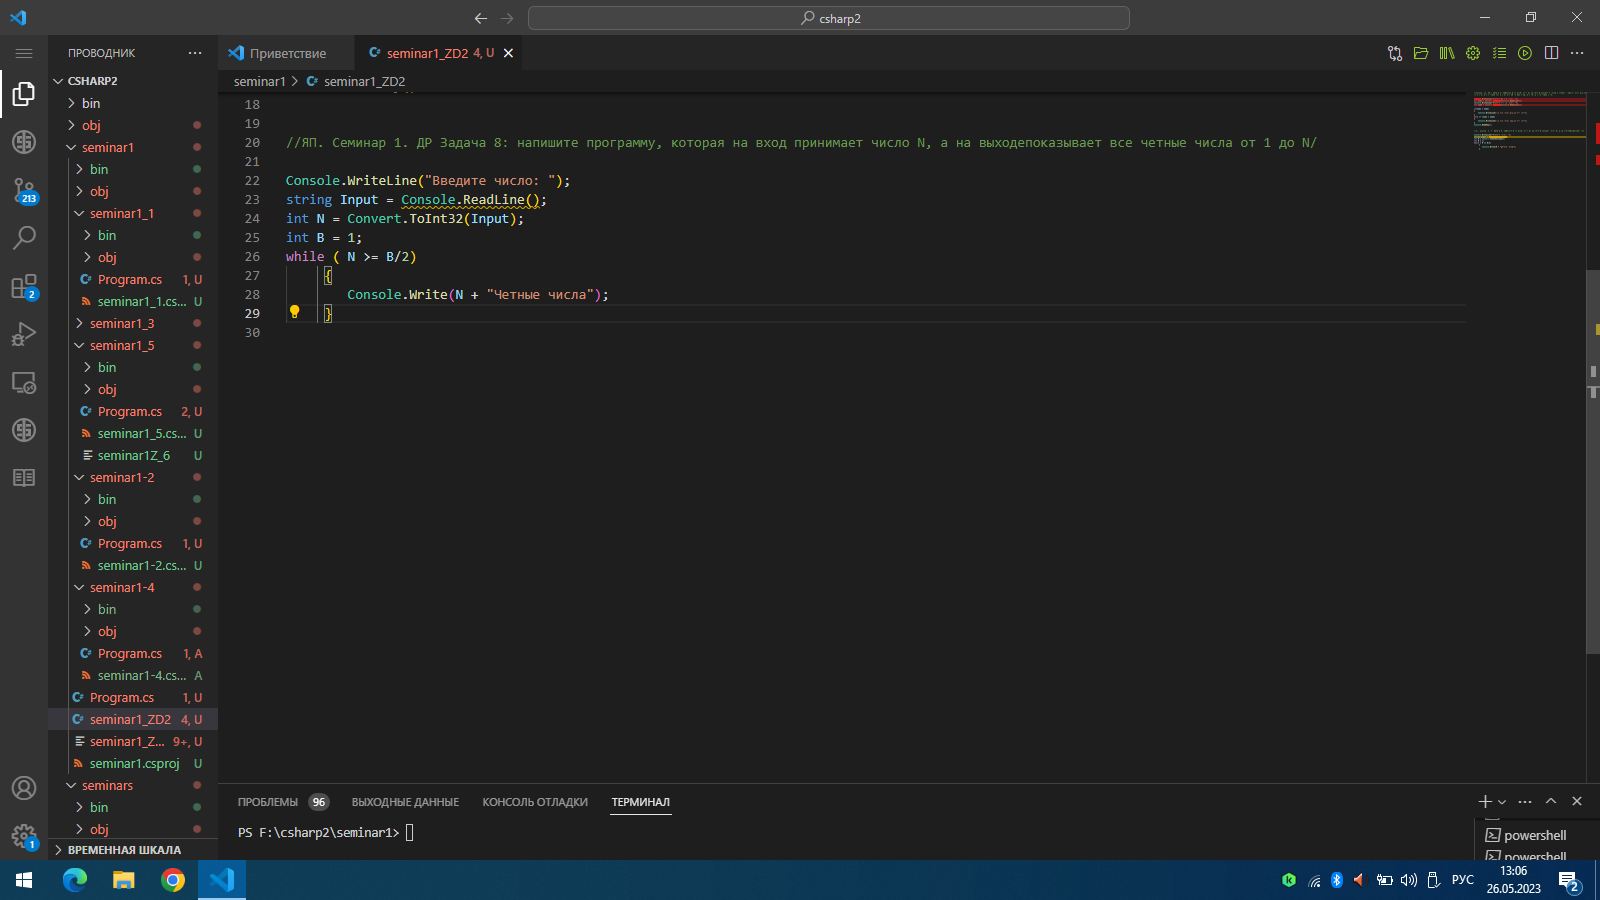 csharp2
ПРОВОДНИК
Приветствие
seminar1_ZD2 4, U
CSHARP2
seminar1 > seminar1_ZD2
bin
obj
seminar1
bin
obj
seminar1_1
bin
obj
Program.cs 1, U
seminar1_1.cs... U
seminar1_3
seminar1_5
bin
obj
Program.cs 2, U
seminar1_5.cs... U
seminar1Z_6 U
seminar1-2
bin
obj
Program.cs 1, U
seminar1-2.cs... U
seminar1-4
bin
obj
Program.cs 1, A
seminar1-4.cs... A
Program.cs 1, U
seminar1_ZD2 4, U
seminar1_Z... 9+, U
seminar1.csproj U
seminars
bin
obj
ВРЕМЕННАЯ ШКАЛА
213
2
1
18
19
20 //ЯП. Семинар 1. ДР Задача 8: напишите программу, которая на вход принимает число N, а на выходепоказывает все четные числа от 1 до N/
21
22 Console.WriteLine("Введите число: ");
23 string Input = Console.ReadLine();
24 int N = Convert.ToInt32(Input);
25 int B = 1;
26 while ( N >= B/2)
27 {
28 Console.Write(N + "Четные числа");
29 }
30
ПРОБЛЕМЫ 96 ВЫХОДНЫЕ ДАННЫЕ КОНСОЛЬ ОТЛАДКИ ТЕРМИНАЛ
PS F:\csharp2\seminar1>
powershell
powershell
РУС
13:06
26.05.2023
2